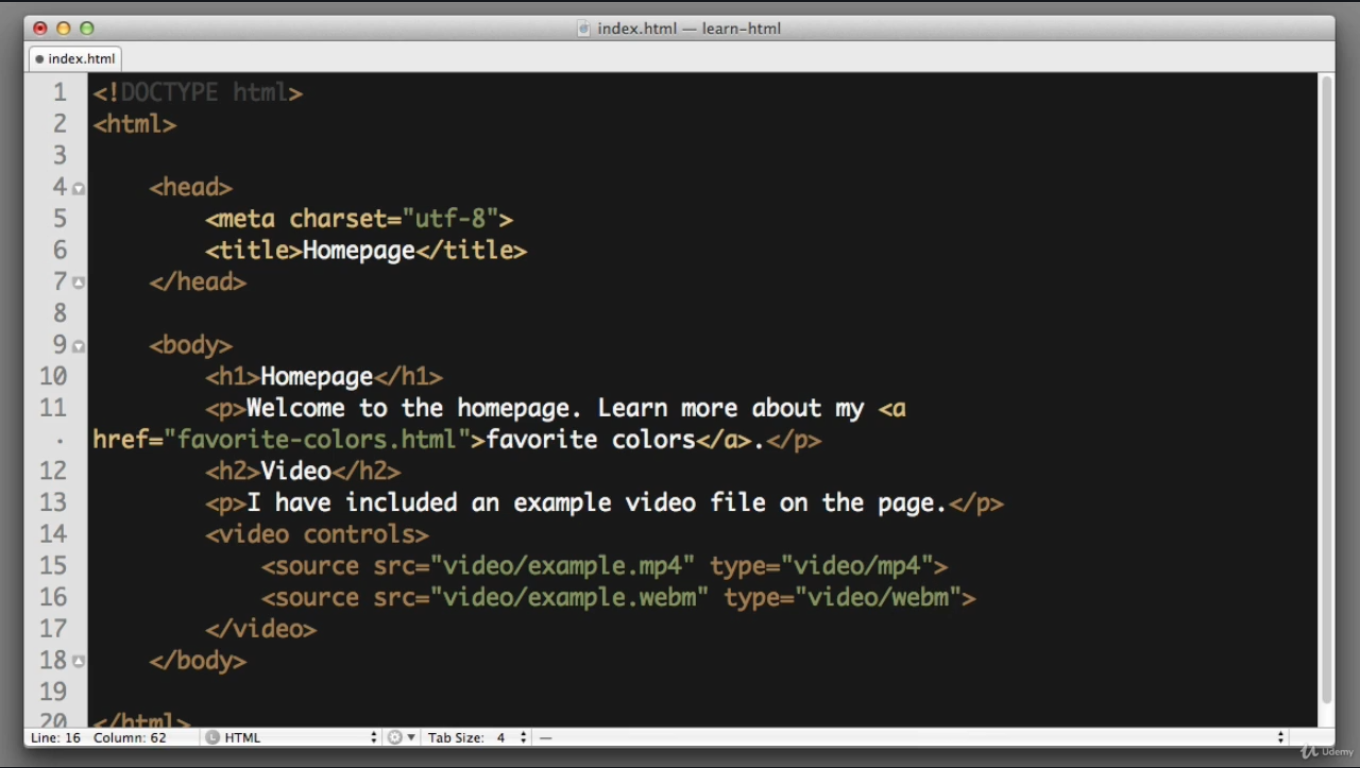 index.html — learn-html
index.html
1 <!DOCTYPE html>
2 <html>
3
4 <head>
5 <meta charset="utf-8">
6 <title>Homepage</title>
7 </head>
8
9 <body>
10 <h1>Homepage</h1>
11 <p>Welcome to the homepage. Learn more about my <a
. href="favorite-colors.html">favorite colors</a>.</p>
12 <h2>Video</h2>
13 <p>I have included an example video file on the page.</p>
14 <video controls>
15 <source src="video/example.mp4" type="video/mp4">
16 <source src="video/example.webm" type="video/webm">
17 </video>
18 </body>
19
20 </html>
Line: 16 Column: 62 L HTML Tab Size: 4 —
Udemy